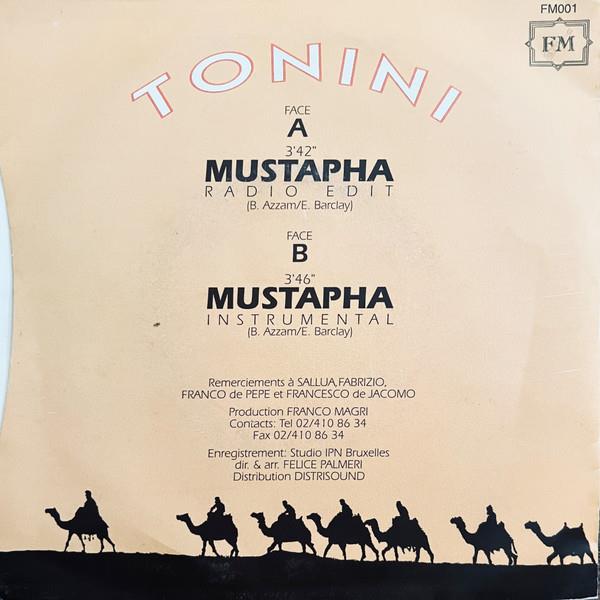 FM001
FM
TONINI
FACE
A
3'42"
MUSTAPHA
RADIO EDIT
(B. Azzam/E. Barclay)
FACE
B
3'46"
MUSTAPHA
INSTRUMENTAL
(B. Azzam/E. Barclay)
Remerciements à SALLUA,FABRIZIO,
FRANCO de PEPE et FRANCESCO de JACOMO
Production FRANCO MAGRI
Contacts: Tel 02/410 86 34
Fax 02/410 86 34
Enregistrement: Studio IPN Bruxelles
dir. & arr. FELICE PALMERI
Distribution DISTRISOUND